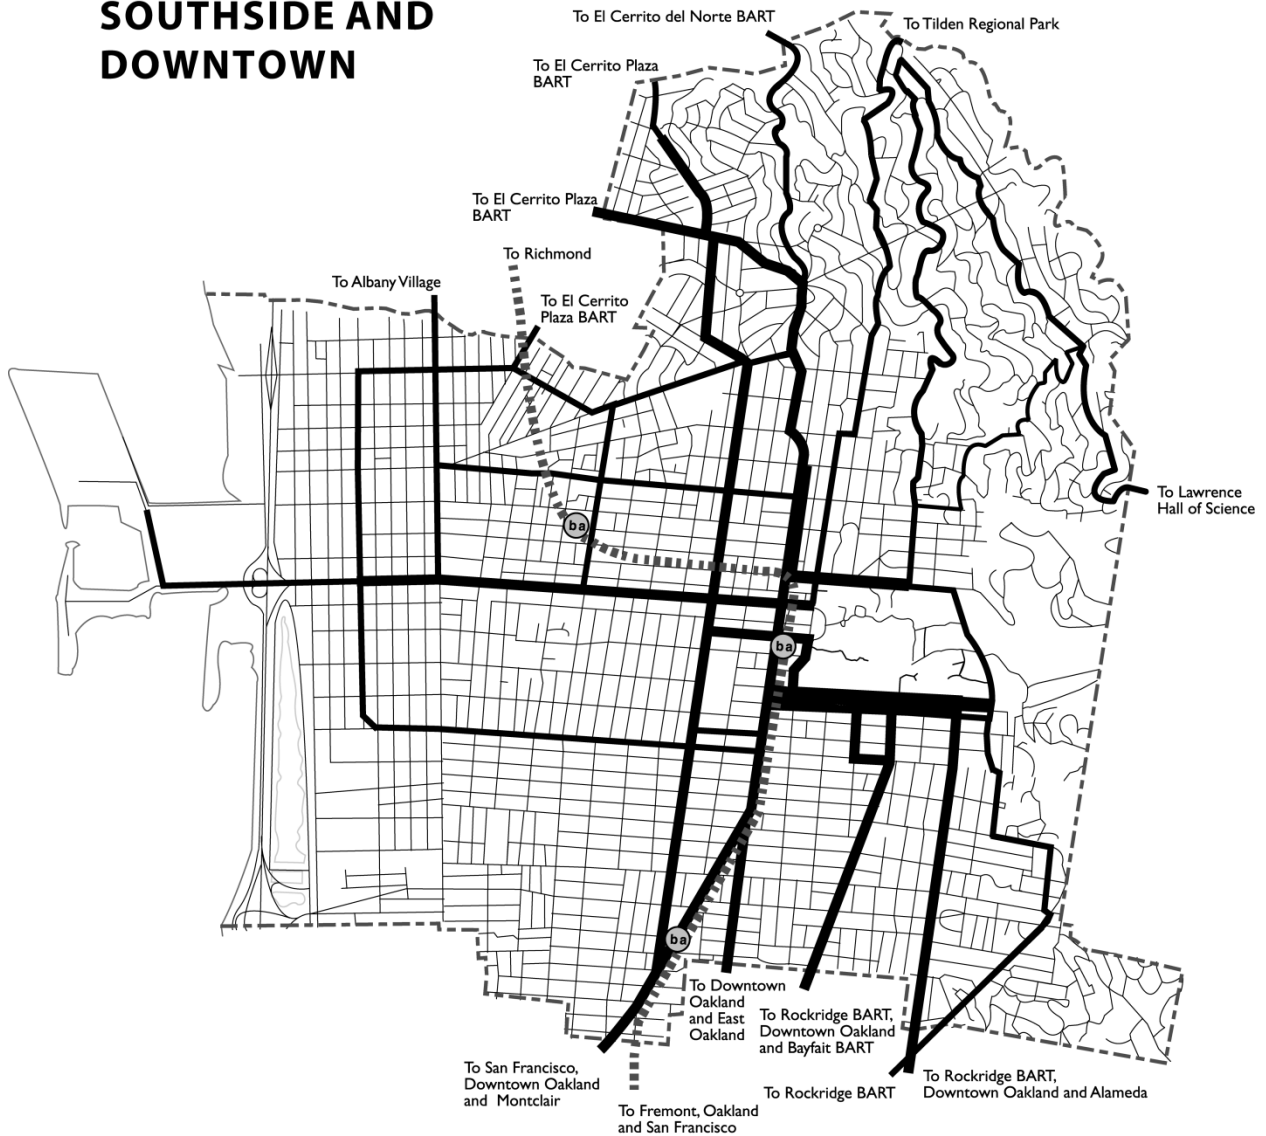 SOUTHSIDE AND
DOWNTOWN
To El Cerrito del Norte BART
To Tilden Regional Park
To El Cerrito Plaza
BART
To El Cerrito Plaza
BART
To Richmond
To Albany Village
To El Cerrito
Plaza BART
To Lawrence
Hall of Science
ba
ba
ba
To Downtown
Oakland
and East
Oakland
To Rockridge BART,
Downtown Oakland
and Bayfait BART
To San Francisco,
Downtown Oakland
and Montclair
To Rockridge BART
To Rockridge BART,
Downtown Oakland and Alameda
To Fremont, Oakland
and San Francisco